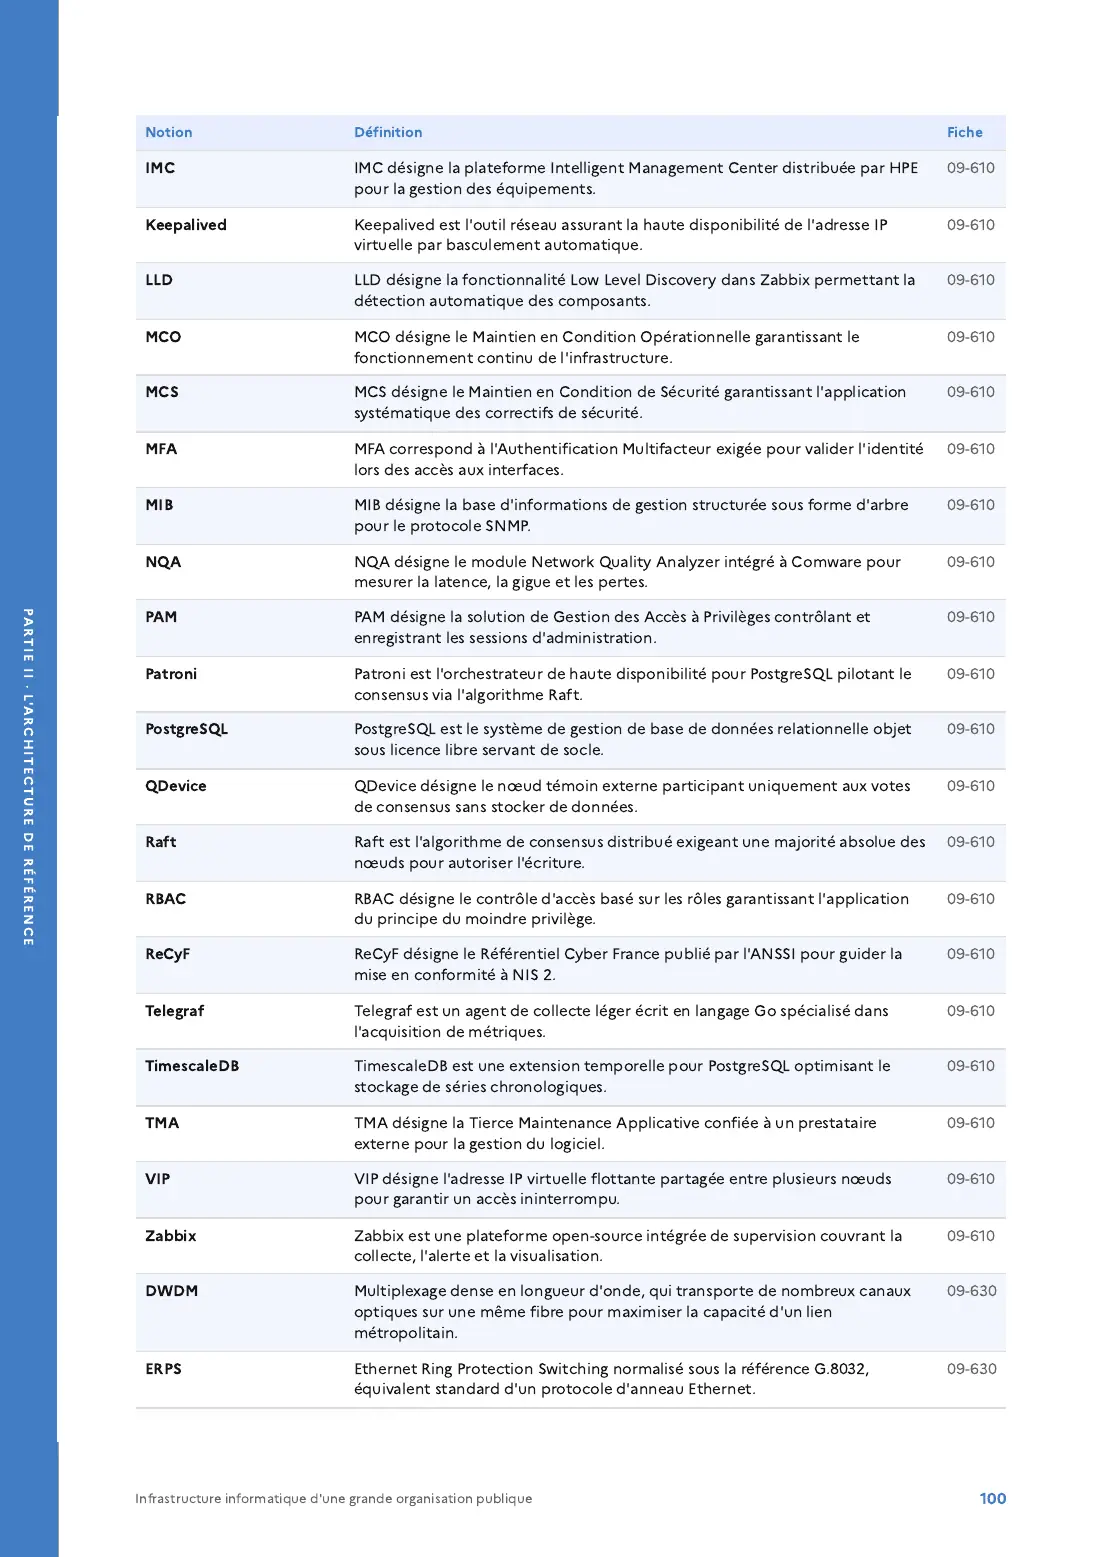 Notion Définition Fiche
IMC IMC désigne la plateforme Intelligent Management Center distribuée par HPE 09-610
pour la gestion des équipements.
Keepalived Keepalived est l'outil réseau assurant la haute disponibilité de l'adresse IP 09-610
virtuelle par basculement automatique.
LLD LLD désigne la fonctionnalité Low Level Discovery dans Zabbix permettant la 09-610
détection automatique des composants.
MCO MCO désigne le Maintien en Condition Opérationnelle garantissant le 09-610
fonctionnement continu de l'infrastructure.
MCS MCS désigne le Maintien en Condition de Sécurité garantissant l'application 09-610
systématique des correctifs de sécurité.
MFA MFA correspond à l'Authentification Multifacteur exigée pour valider l'identité 09-610
lors des accès aux interfaces.
MIB MIB désigne la base d'informations de gestion structurée sous forme d'arbre 09-610
pour le protocole SNMP.
NQA NQA désigne le module Network Quality Analyzer intégré à Comware pour 09-610
mesurer la latence, la gigue et les pertes.
PAM PAM désigne la solution de Gestion des Accès à Privilèges contrôlant et 09-610
enregistrant les sessions d'administration.
Patroni Patroni est l'orchestrateur de haute disponibilité pour PostgreSQL pilotant le 09-610
consensus via l'algorithme Raft.
PostgreSQL PostgreSQL est le système de gestion de base de données relationnelle objet 09-610
sous licence libre servant de socle.
QDevice QDevice désigne le nœud témoin externe participant uniquement aux votes 09-610
de consensus sans stocker de données.
Raft Raft est l'algorithme de consensus distribué exigeant une majorité absolue des 09-610
nœuds pour autoriser l'écriture.
RBAC RBAC désigne le contrôle d'accès basé sur les rôles garantissant l'application 09-610
du principe du moindre privilège.
ReCyF ReCyF désigne le Référentiel Cyber France publié par l'ANSSI pour guider la 09-610
mise en conformité à NIS 2.
Telegraf Telegraf est un agent de collecte léger écrit en langage Go spécialisé dans 09-610
l'acquisition de métriques.
TimescaleDB TimescaleDB est une extension temporelle pour PostgreSQL optimisant le 09-610
stockage de séries chronologiques.
TMA TMA désigne la Tierce Maintenance Applicative confiée à un prestataire 09-610
externe pour la gestion du logiciel.
VIP VIP désigne l'adresse IP virtuelle flottante partagée entre plusieurs nœuds 09-610
pour garantir un accès ininterrompu.
Zabbix Zabbix est une plateforme open-source intégrée de supervision couvrant la 09-610
collecte, l'alerte et la visualisation.
DWDM Multiplexage dense en longueur d'onde, qui transporte de nombreux canaux 09-630
optiques sur une même fibre pour maximiser la capacité d'un lien
métropolitain.
ERPS Ethernet Ring Protection Switching normalisé sous la référence G.8032, 09-630
équivalent standard d'un protocole d'anneau Ethernet.
PARTIE II · L'ARCHITECTURE DE RÉFÉRENCE
Infrastructure informatique d'une grande organisation publique 100